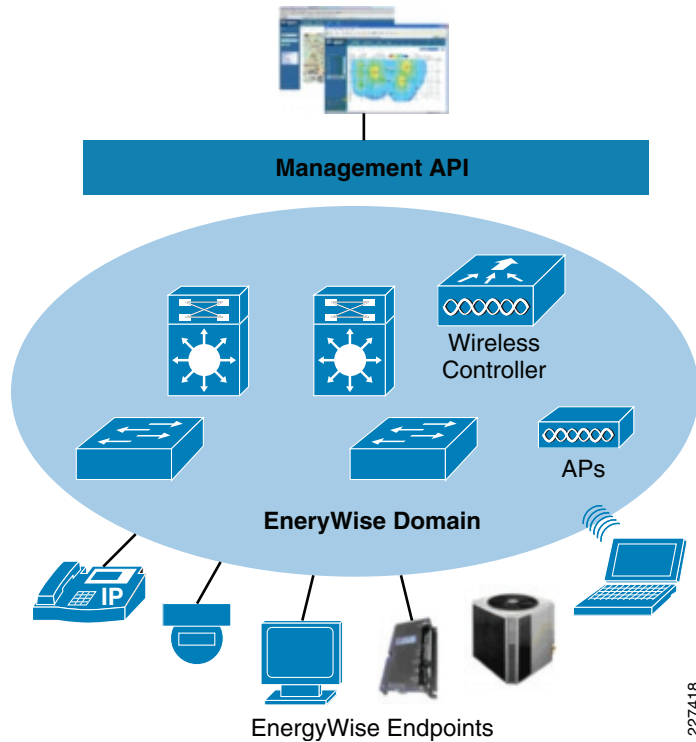 Management API
Wireless
Controller
APs
EneryWise Domain
IP
EnergyWise Endpoints
227418